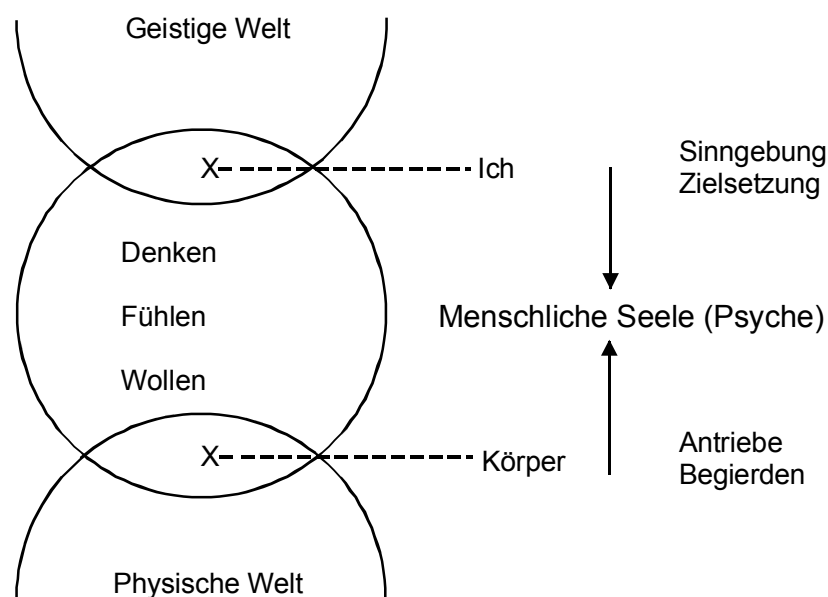 Geistige Welt
X
Ich
Sinngebung
Zielsetzung
Denken
Fühlen
Menschliche Seele (Psyche)
Wollen
X
Körper
Antriebe
Begierden
Physische Welt